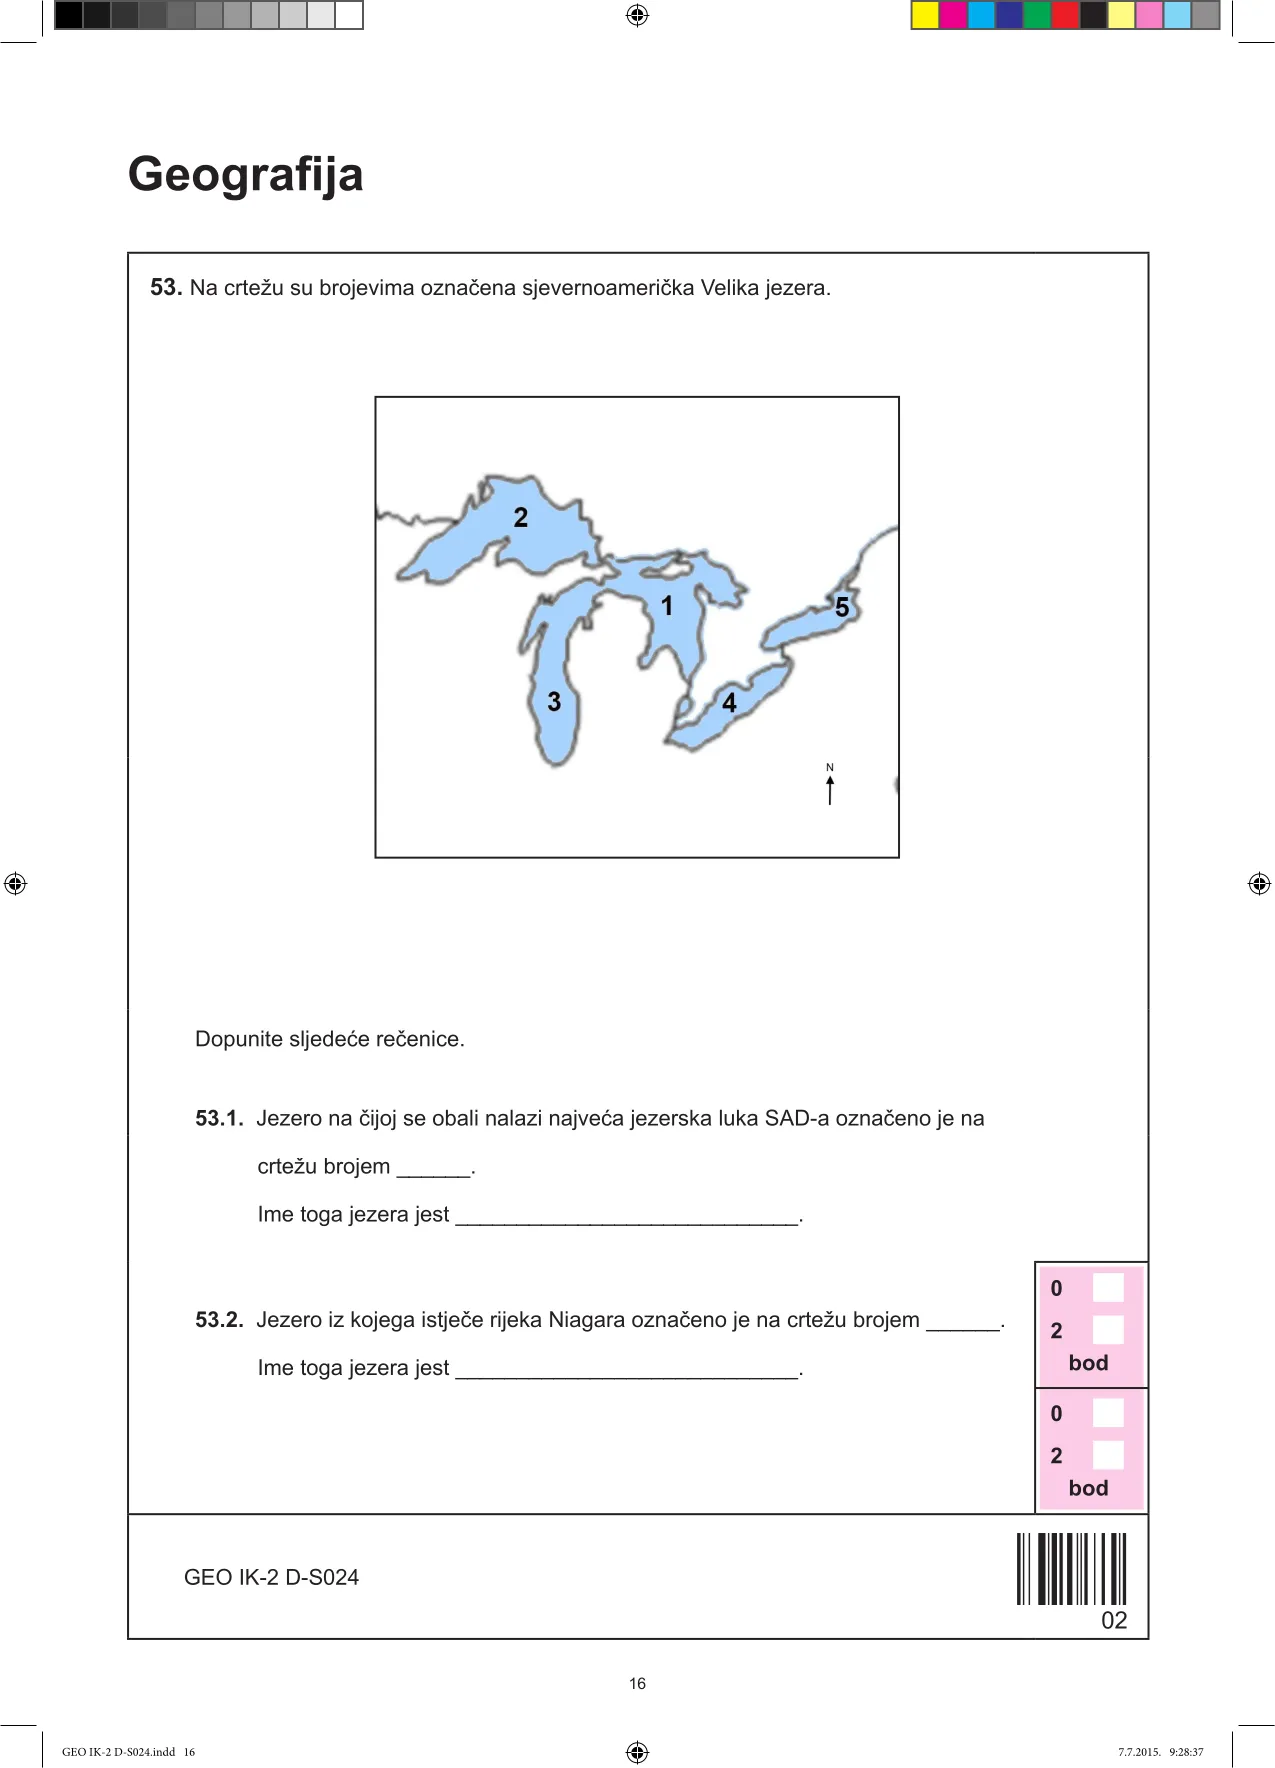 Geografija
53. Na crtežu su brojevima označena sjevernoamerička Velika jezera.
2
1
5
3
4
N
Dopunite sljedeće rečenice.
53.1. Jezero na čijoj se obali nalazi najveća jezerska luka SAD-a označeno je na
crtežu brojem ______.
Ime toga jezera jest ____________________________.
53.2. Jezero iz kojega istječe rijeka Niagara označeno je na crtežu brojem ______.
Ime toga jezera jest ____________________________.
0
2
bod
0
2
bod
GEO IK-2 D-S024
02
16
GEO IK-2 D-S024.indd 16
7.7.2015. 9:28:37